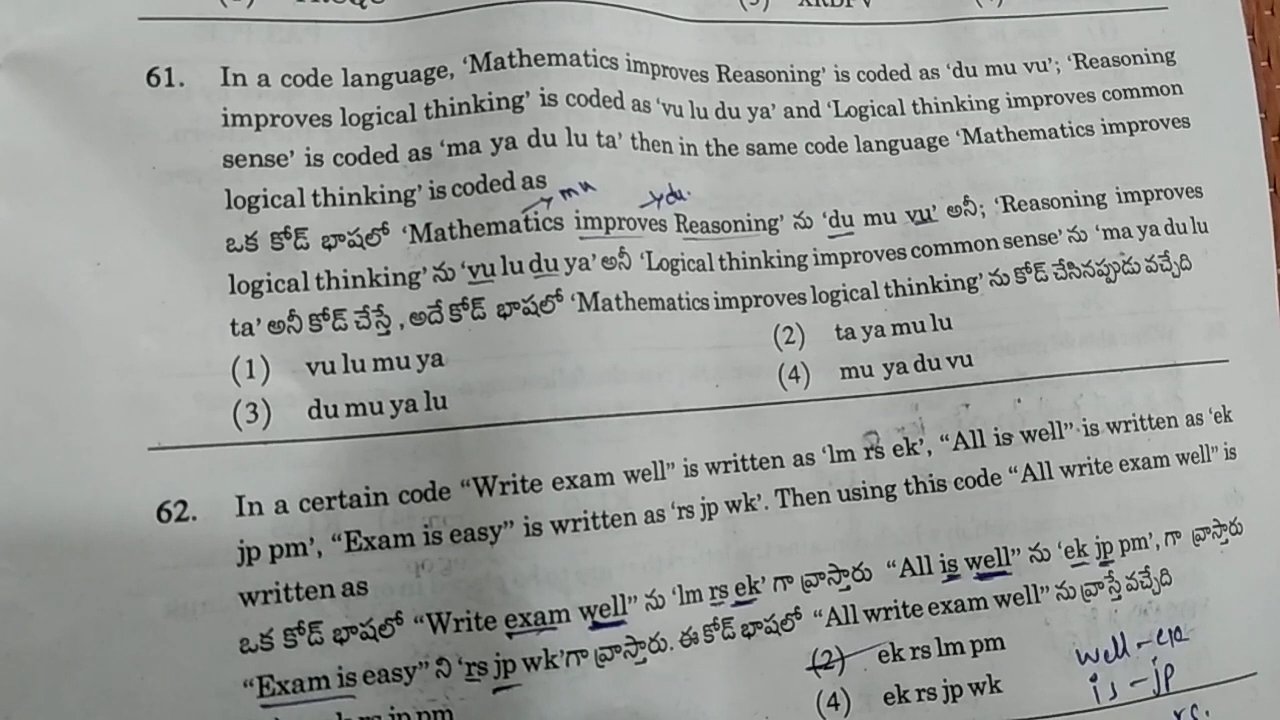 61. In a code language, 'Mathematics improves Reasoning' is coded as 'du mu vu'; 'Reasoning
improves logical thinking' is coded as 'vu lu du ya' and 'Logical thinking improves common
sense' is coded as 'ma ya du lu ta' then in the same code language 'Mathematics improves
logical thinking' is coded as
mu du.
ఒక కోడ్ భాషలో 'Mathematics improves Reasoning' ను 'du mu vu' అనీ; 'Reasoning improves
logical thinking' ను 'vu lu du ya' అనీ 'Logical thinking improves common sense' ను 'ma ya du lu
ta' అనీ కోడ్ చేస్తే, అదే కోడ్ భాషలో 'Mathematics improves logical thinking' ను కోడ్ చేసినప్పుడు వచ్చేది
(1) vu lu mu ya (2) ta ya mu lu
(3) du mu ya lu (4) mu ya du vu
62. In a certain code "Write exam well" is written as 'lm rs ek', "All is well" is written as 'ek
jp pm', "Exam is easy" is written as 'rs jp wk'. Then using this code "All write exam well" is
written as
ఒక కోడ్ భాషలో "Write exam well" ను 'lm rs ek' గా వ్రాస్తారు "All is well" ను 'ek jp pm', గా వ్రాస్తారు
"Exam is easy" ని 'rs jp wk'గా వ్రాస్తారు. ఈ కోడ్ భాషలో "All write exam well" ను వ్రాస్తే వచ్చేది
(2) ek rs lm pm
(4) ek rs jp wk
well -
is - jp